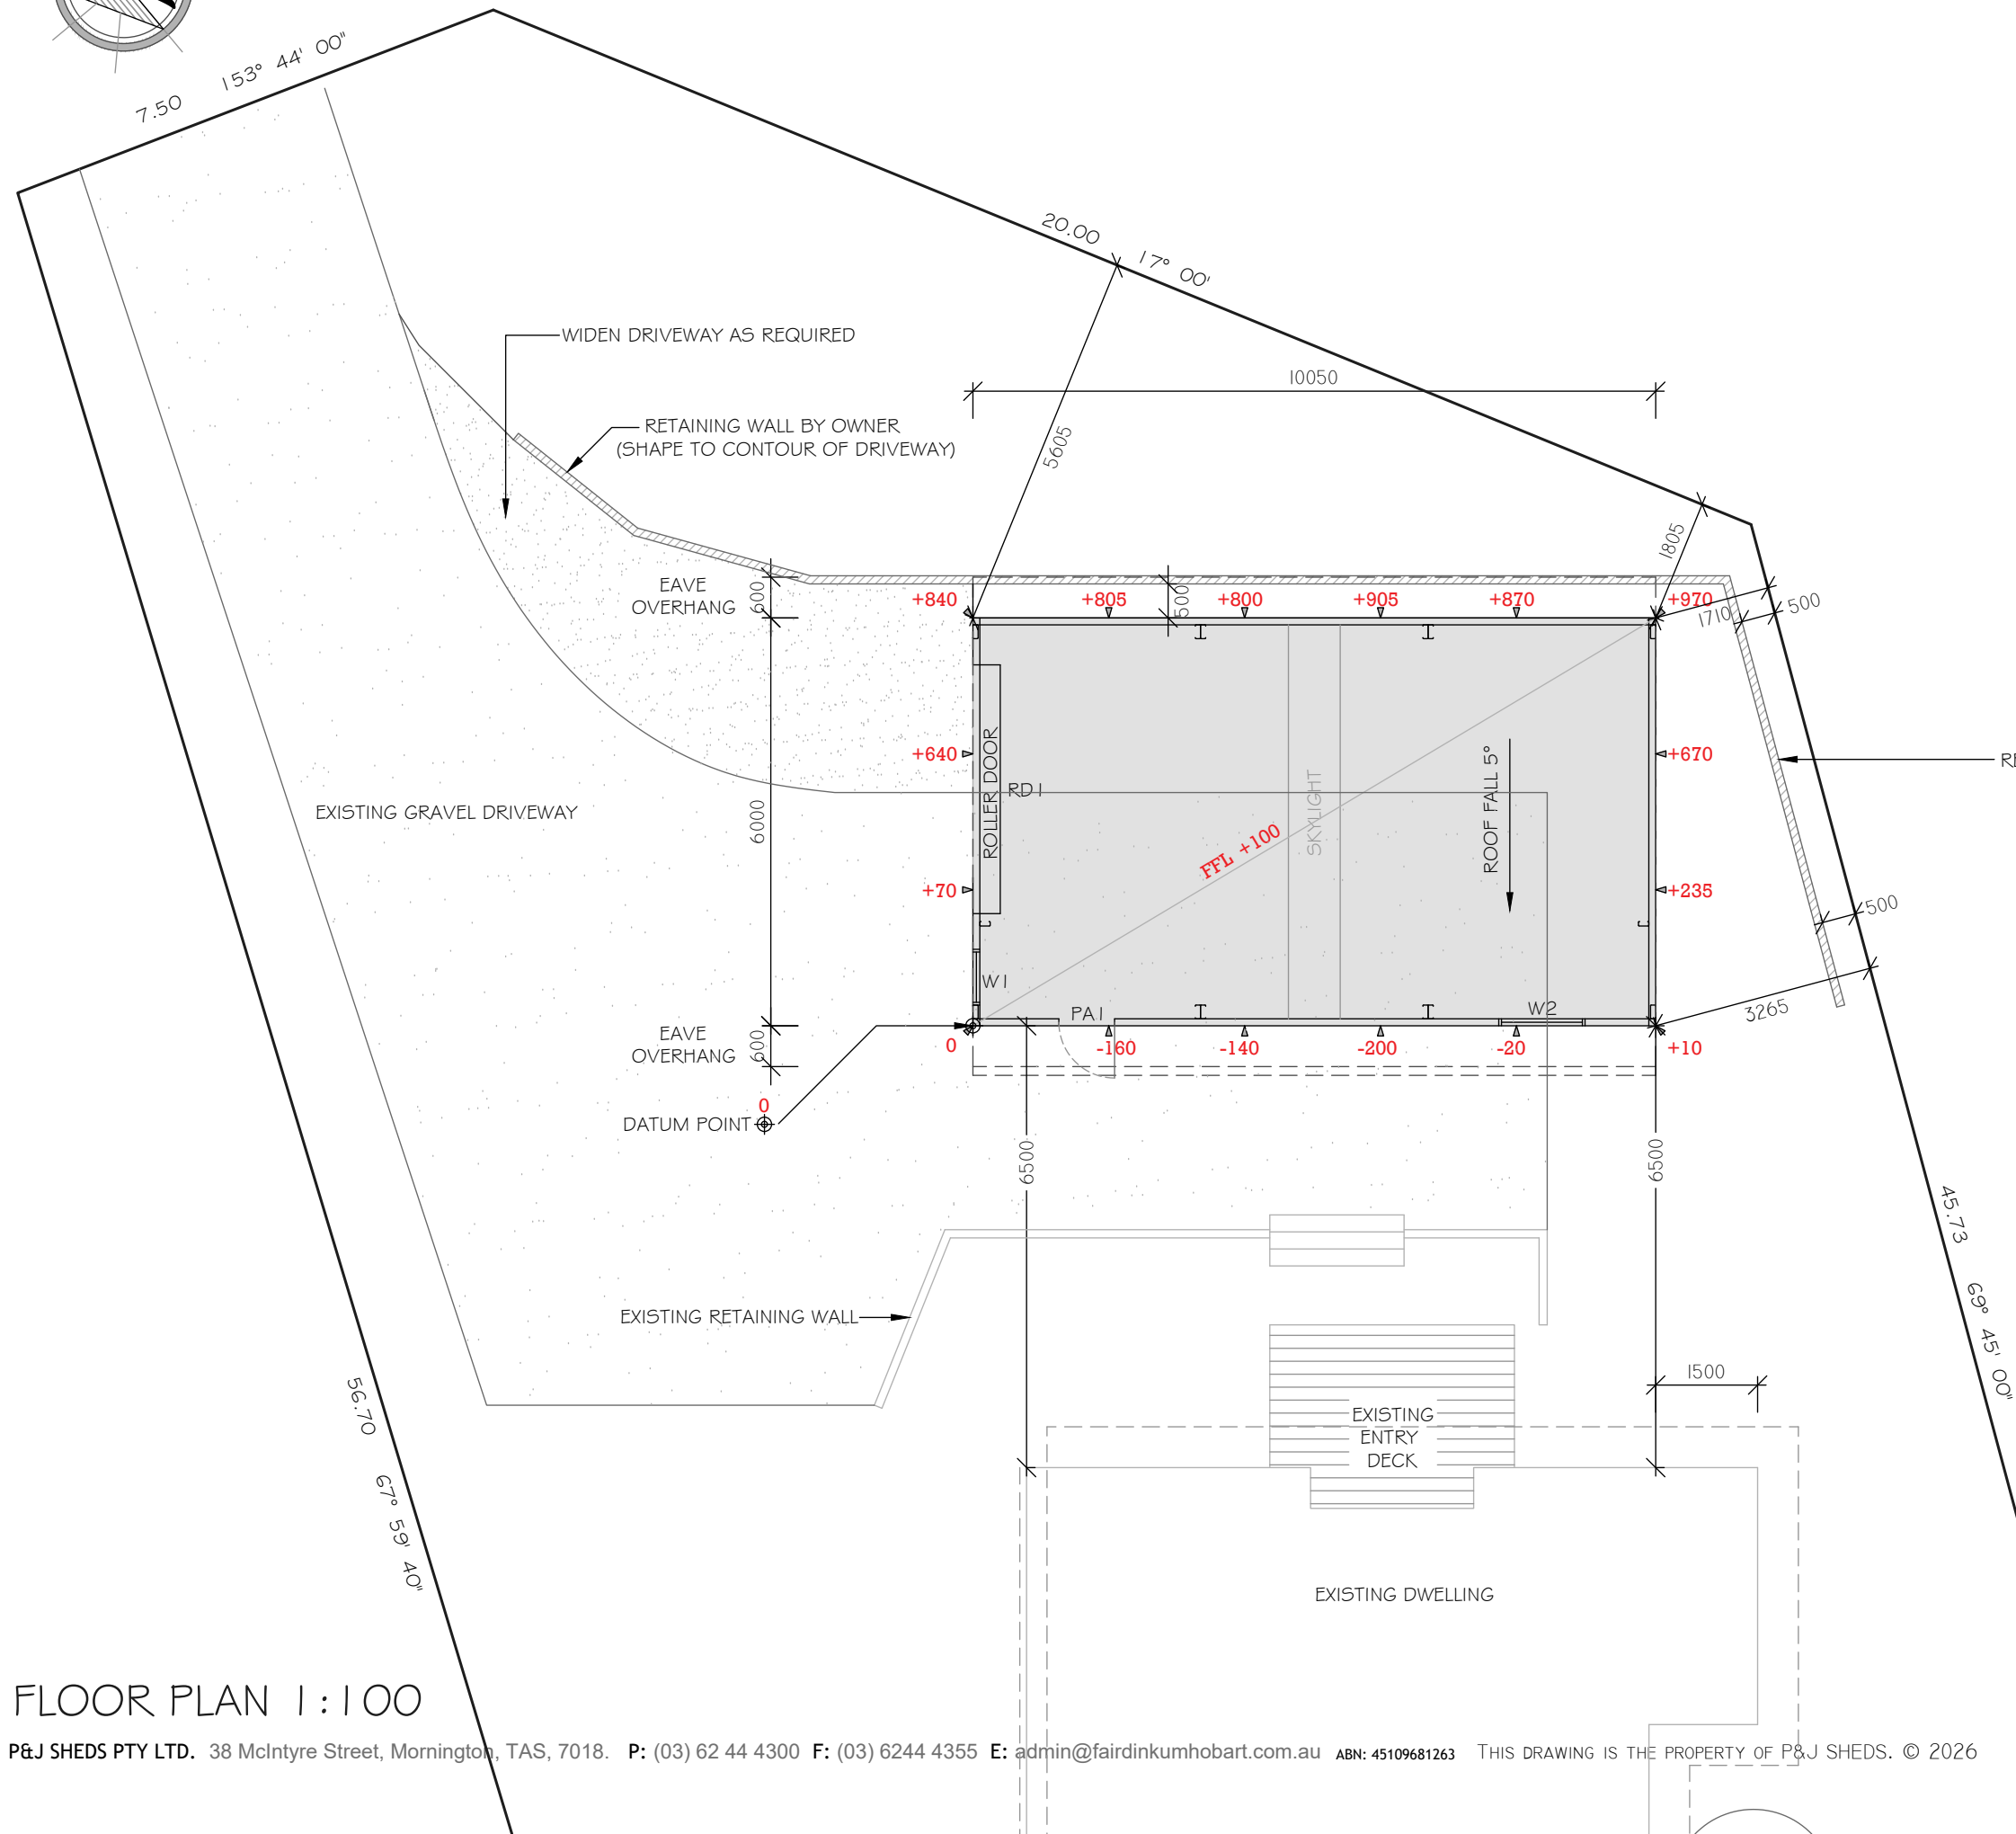 7.50 153° 44' 00"
20.00 17° 00'
WIDEN DRIVEWAY AS REQUIRED
10050
RETAINING WALL BY OWNER
(SHAPE TO CONTOUR OF DRIVEWAY)
5605
1805
EAVE
OVERHANG
600
500
+840
+805
+800
+905
+870
+970
1710
500
+640
+670
ROLLER DOOR
RD1
SKYLIGHT
ROOF FALL 5°
EXISTING GRAVEL DRIVEWAY
6000
FFL +100
+70
+235
500
W1
PA1
W2
3265
EAVE
OVERHANG
600
0
-160
-140
-200
-20
+10
0
DATUM POINT
6500
6500
45.73 69° 45' 00"
EXISTING RETAINING WALL
1500
56.70 67° 59' 40"
EXISTING
ENTRY
DECK
EXISTING DWELLING
FLOOR PLAN 1:100
P&J SHEDS PTY LTD. 38 McIntyre Street, Mornington, TAS, 7018. P: (03) 62 44 4300 F: (03) 6244 4355 E: admin@fairdinkumhobart.com.au ABN: 45109681263 THIS DRAWING IS THE PROPERTY OF P&J SHEDS. © 2026